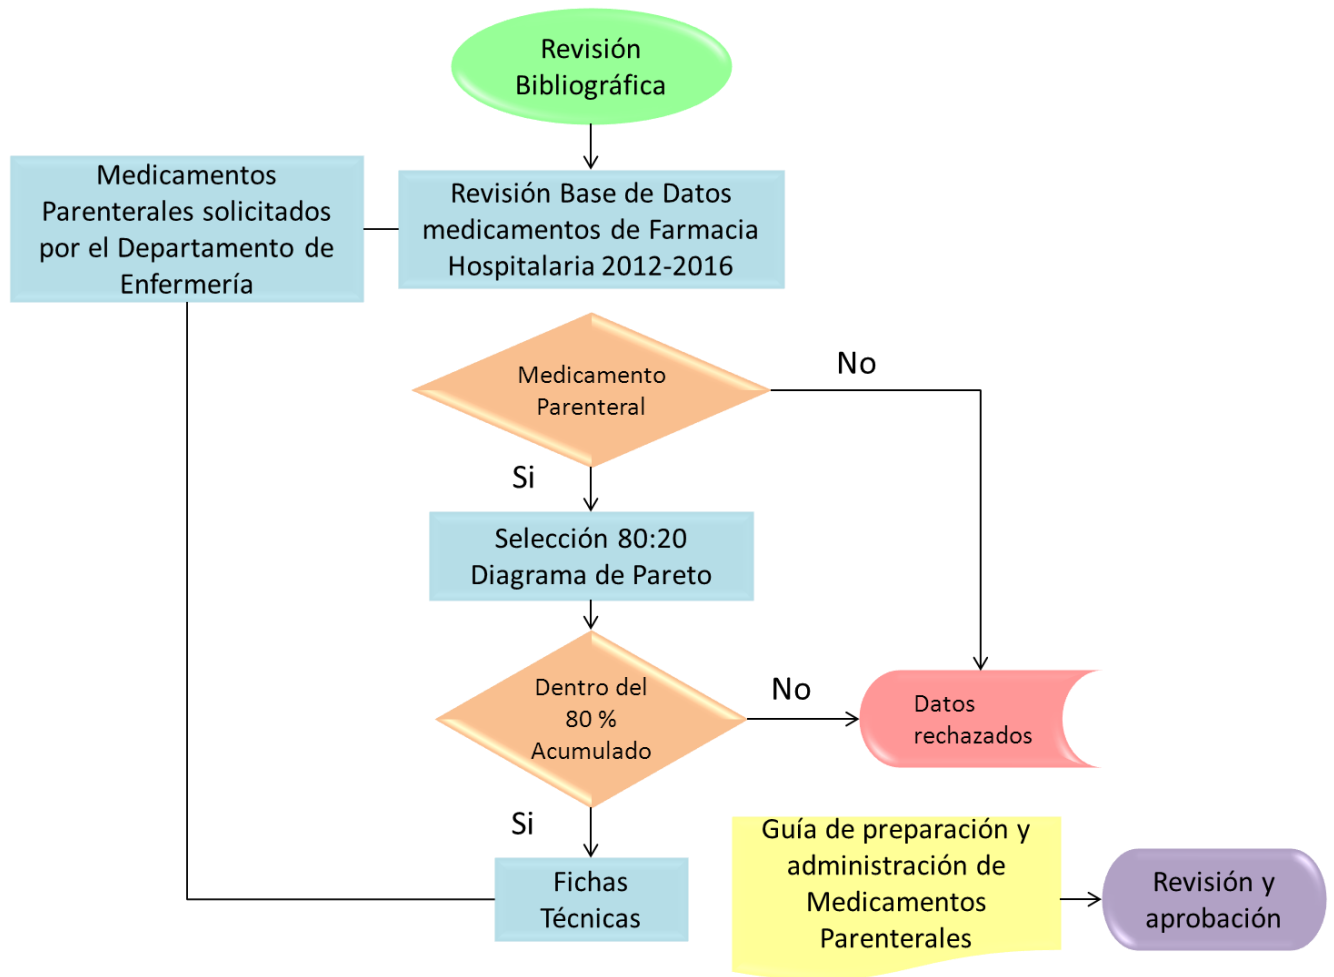 Revisión
Bibliográfica
Medicamentos
Parenterales solicitados
por el Departamento de
Enfermería
Revisión Base de Datos
medicamentos de Farmacia
Hospitalaria 2012-2016
Medicamento
Parenteral
No
Si
Selección 80:20
Diagrama de Pareto
Dentro del
80 %
Acumulado
No
Datos
rechazados
Si
Fichas
Técnicas
Guía de preparación y
administración de
Medicamentos
Parenterales
Revisión y
aprobación